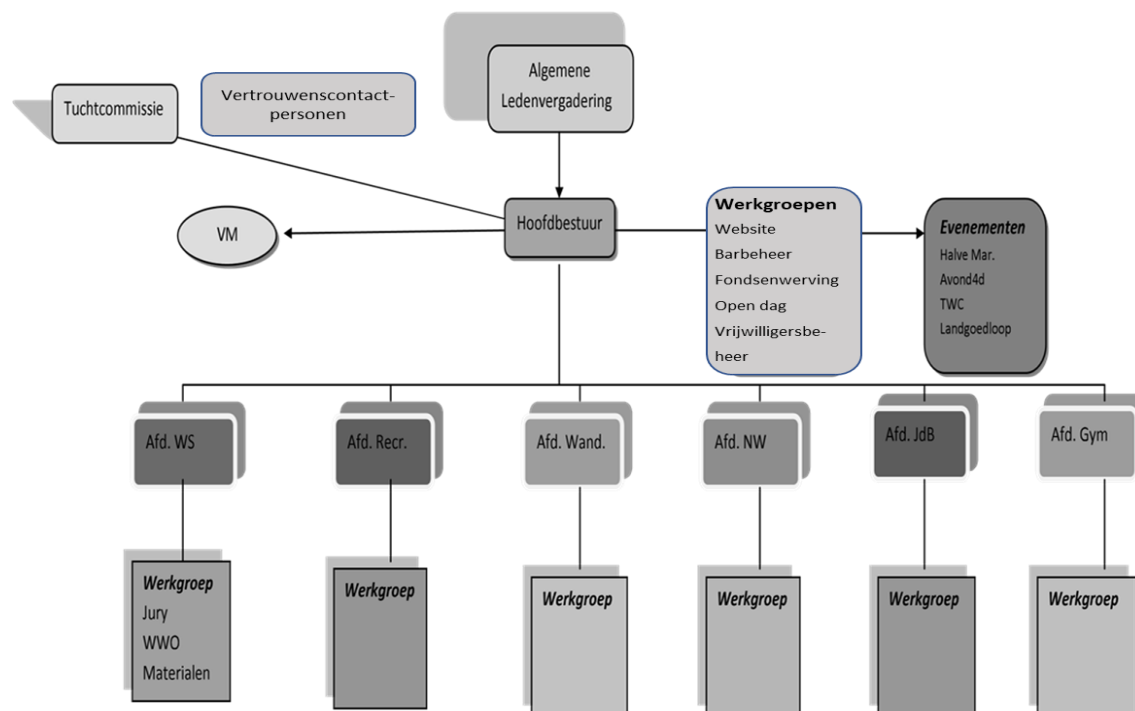 Algemene
Ledenvergadering
Tuchtcommissie
Vertrouwenscontact-
personen
VM
Hoofdbestuur
Werkgroepen
Website
Barbeheer
Fondsenwerving
Open dag
Vrijwilligersbe-
heer
Evenementen
Halve Mar.
Avond4d
TWC
Landgoedloop
Afd. WS
Afd. Recr.
Afd. Wand.
Afd. NW
Afd. JdB
Afd. Gym
Werkgroep
Jury
WWO
Materialen
Werkgroep
Werkgroep
Werkgroep
Werkgroep
Werkgroep